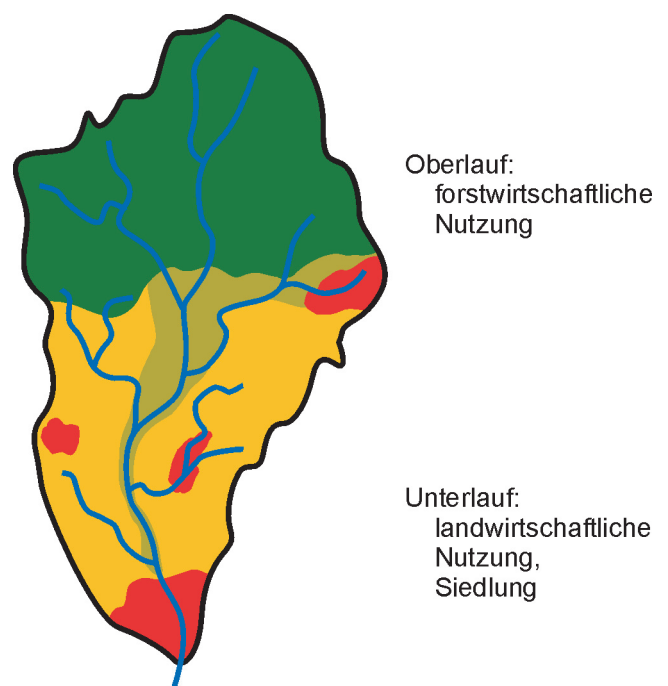 Oberlauf:
forstwirtschaftliche
Nutzung
Unterlauf:
landwirtschaftliche
Nutzung,
Siedlung